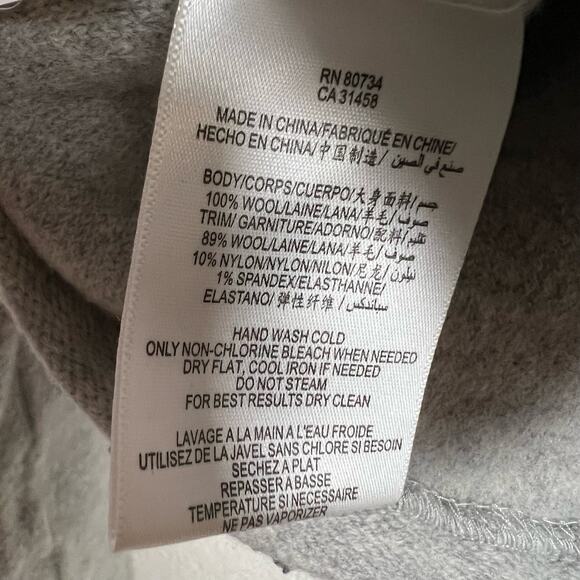 RN 80734
CA 31458
MADE IN CHINA/FABRIQUÉ EN CHINE/
HECHO EN CHINA/中国制造/ صنع في الصين
BODY/CORPS/CUERPO/大身面料/جسم
100% WOOL/LAINE/LANA/羊毛/صوف
TRIM/ GARNITURE/ADORNO/配料/تقليم
89% WOOL/LAINE/LANA/羊毛/صوف
10% NYLON/NYLON/NILON/尼龙/نيلون
1% SPANDEX/ELASTHANNE/
ELASTANO/弹性纤维/سباندكس
HAND WASH COLD
ONLY NON-CHLORINE BLEACH WHEN NEEDED
DRY FLAT, COOL IRON IF NEEDED
DO NOT STEAM
FOR BEST RESULTS DRY CLEAN
LAVAGE A LA MAIN A L'EAU FROIDE
UTILISEZ DE LA JAVEL SANS CHLORE SI BESOIN
SECHEZ A PLAT
REPASSER A BASSE
TEMPERATURE SI NECESSAIRE
NE PAS VAPORIZER